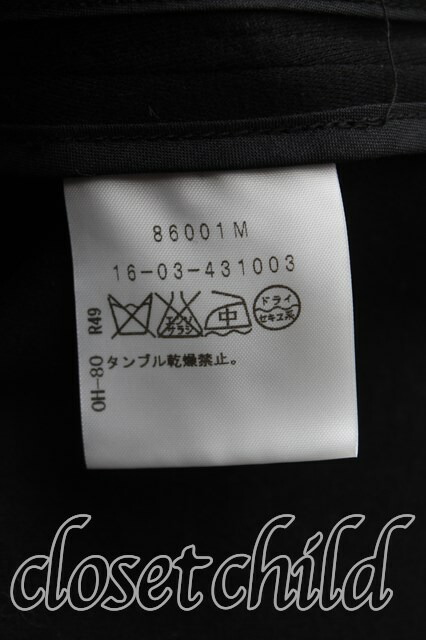 86001M
16-03-431003
エンソ
サラシ
中
ドライ
セキユ系
タンブル乾燥禁止。
OH-80 R49
closet child